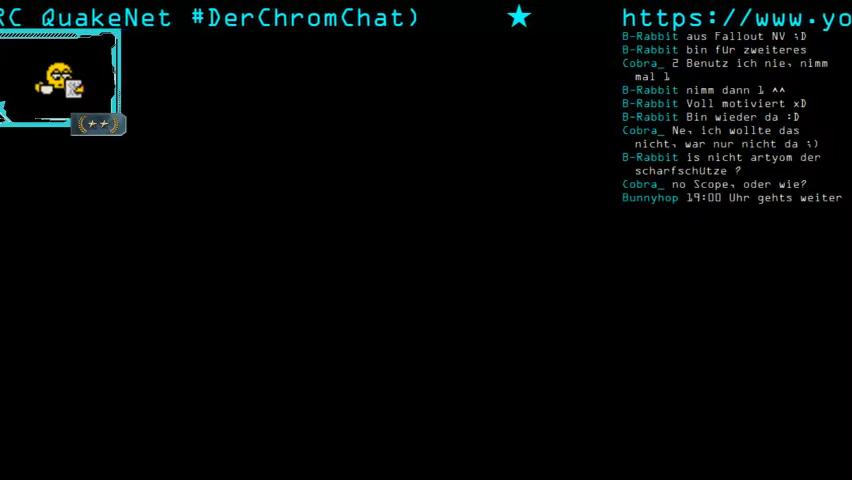 RC QuakeNet #DerChromChat) ★ https://www.yo
B-Rabbit aus Fallout NV ;D
B-Rabbit bin für zweiteres
Cobra_ 2 Benutz ich nie, nimm
mal 1
B-Rabbit nimm dann 1 ^^
B-Rabbit Voll motiviert xD
B-Rabbit Bin wieder da :D
Cobra_ Ne, ich wollte das
nicht, war nur nicht da ;)
B-Rabbit is nicht artyom der
scharfschütze ?
Cobra_ no Scope, oder wie?
Bunnyhop 19:00 Uhr gehts weiter